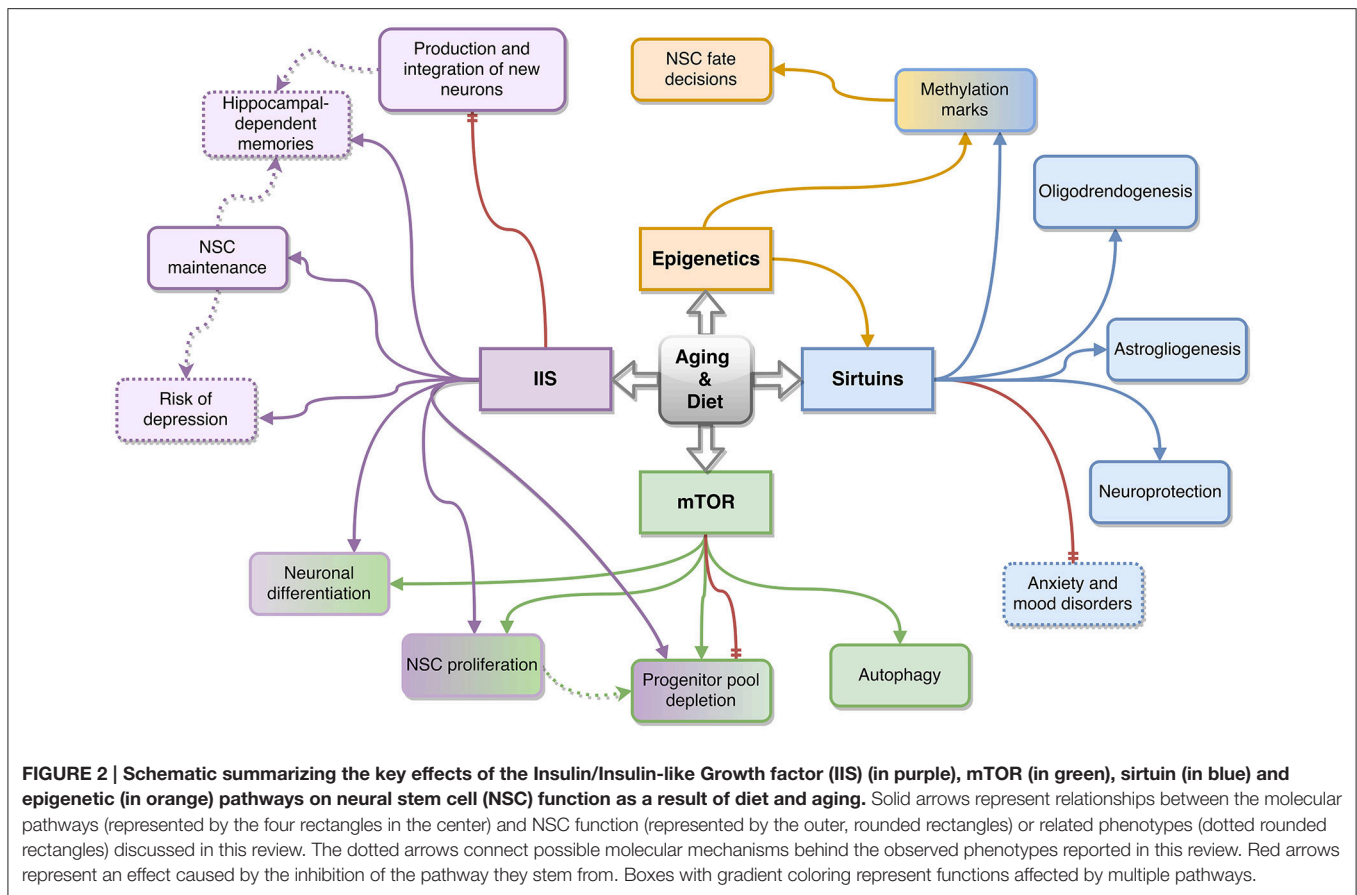 Production and
integration of new
neurons
Hippocampal-
dependent
memories
NSC
maintenance
Risk of
depression
NSC fate
decisions
Methylation
marks
Oligodrendogenesis
Epigenetics
Aging
&
Diet
IIS
Sirtuins
Astrogliogenesis
mTOR
Neuroprotection
Neuronal
differentiation
Anxiety and
mood disorders
NSC proliferation
Progenitor pool
depletion
Autophagy
FIGURE 2 | Schematic summarizing the key effects of the Insulin/Insulin-like Growth factor (IIS) (in purple), mTOR (in green), sirtuin (in blue) and
epigenetic (in orange) pathways on neural stem cell (NSC) function as a result of diet and aging. Solid arrows represent relationships between the molecular
pathways (represented by the four rectangles in the center) and NSC function (represented by the outer, rounded rectangles) or related phenotypes (dotted rounded
rectangles) discussed in this review. The dotted arrows connect possible molecular mechanisms behind the observed phenotypes reported in this review. Red arrows
represent an effect caused by the inhibition of the pathway they stem from. Boxes with gradient coloring represent functions affected by multiple pathways.